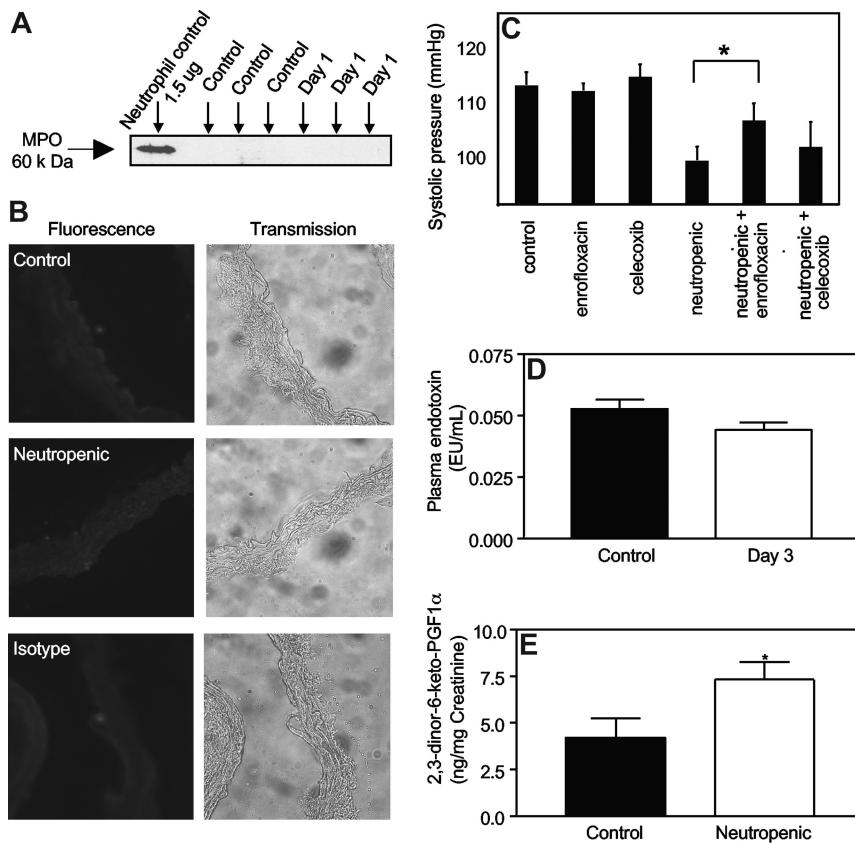 A
Neutrophil control
1.5 ug
Control
Control
Control
Day 1
Day 1
Day 1
MPO
60 k Da
B
Fluorescence
Transmission
Control
Neutropenic
Isotype
C
Systolic pressure (mmHg)
120
110
100
*
control
enrofloxacin
celecoxib
neutropenic
neutropenic +
enrofloxacin
neutropenic +
celecoxib
D
Plasma endotoxin
(EU/mL)
0.075
0.050
0.025
0.000
Control
Day 3
E
2,3-dinor-6-keto-PGF1α
(ng/mg Creatinine)
10.0
7.5
5.0
2.5
0.0
*
Control
Neutropenic